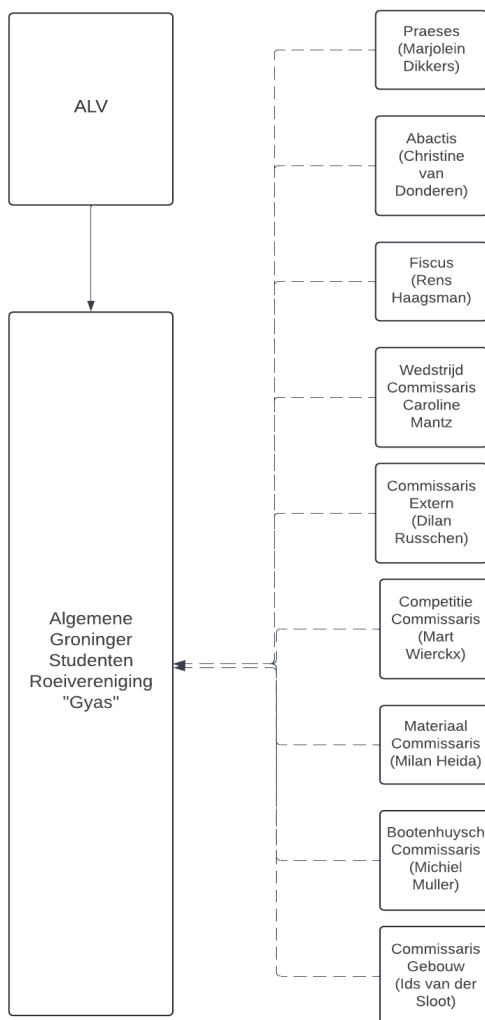 ALV
Algemene
Groninger
Studenten
Roeivereniging
"Gyas"
Praeses
(Marjolein
Dikkers)
Abactis
(Christine
van
Donderen)
Fiscus
(Rens
Haagsman)
Wedstrijd
Commissaris
Caroline
Mantz
Commissaris
Extern
(Dilan
Russchen)
Competitie
Commissaris
(Mart
Wierckx)
Materiaal
Commissaris
(Milan Heida)
Bootenhuysch
Commissaris
(Michiel
Muller)
Commissaris
Gebouw
(Ids van der
Sloot)